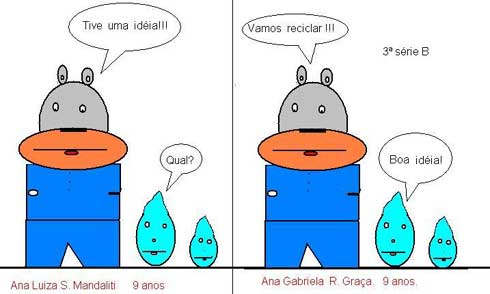 Tive uma idéia!!!
Qual?
Ana Luiza S. Mandaliti 9 anos
Vamos reciclar !!!
3ª série B
Boa idéia!
Ana Gabriela R. Graça. 9 anos.